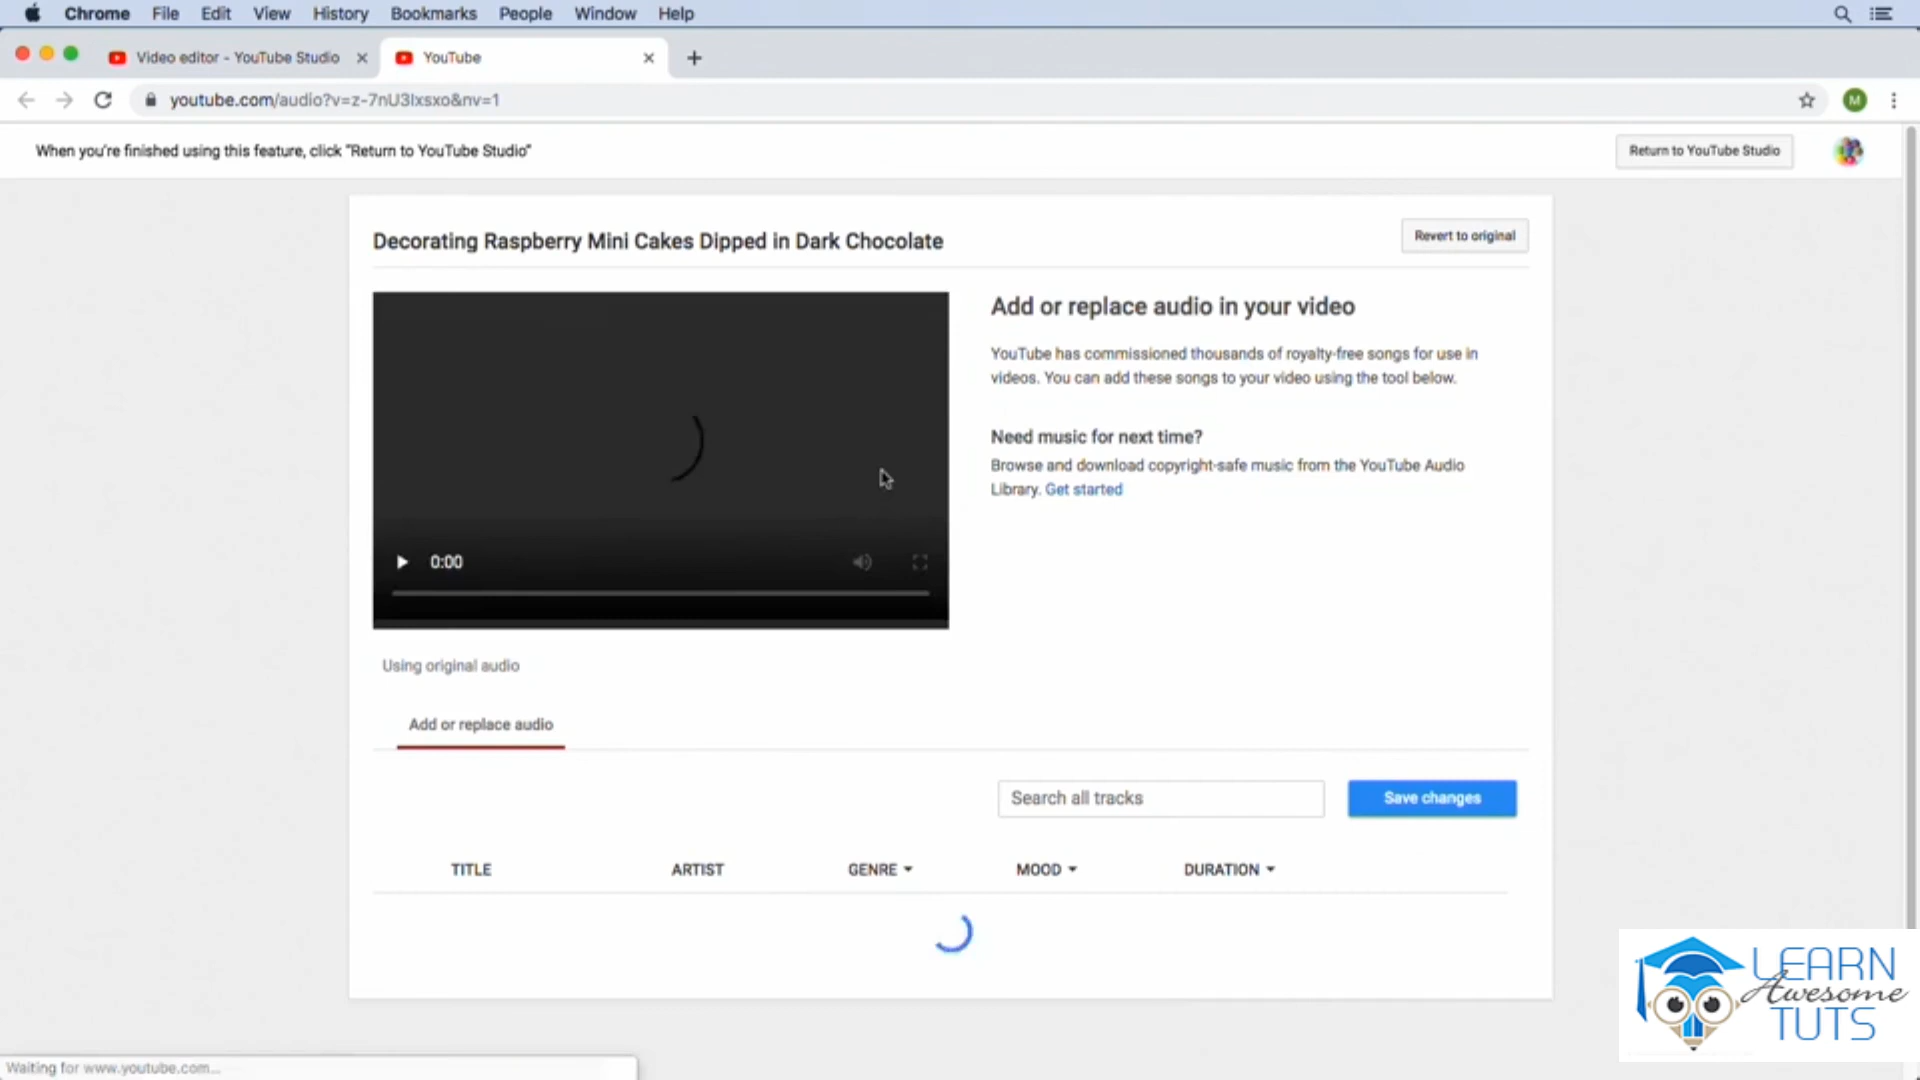 Chrome File Edit View History Bookmarks People Window Help
Video editor - YouTube Studio
YouTube
youtube.com/audio?v=z-7nU3lxsxo&nv=1
M
When you're finished using this feature, click "Return to YouTube Studio"
Return to YouTube Studio
Decorating Raspberry Mini Cakes Dipped in Dark Chocolate
Revert to original
Add or replace audio in your video
YouTube has commissioned thousands of royalty-free songs for use in
videos. You can add these songs to your video using the tool below.
Need music for next time?
Browse and download copyright-safe music from the YouTube Audio
Library. Get started
0:00
Using original audio
Add or replace audio
Search all tracks
Save changes
TITLE ARTIST GENRE MOOD DURATION
LEARN
Awesome
TUTS
Waiting for www.youtube.com...